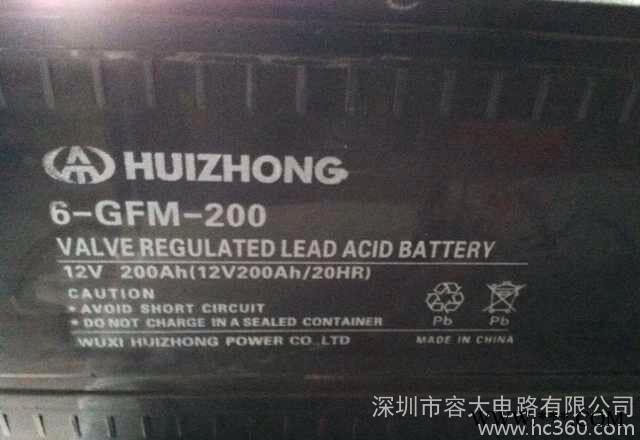 HUIZHONG
6-GFM-200
VALVE REGULATED LEAD ACID BATTERY
12V 200Ah(12V200Ah/20HR)
CAUTION
• AVOID SHORT CIRCUIT
• DO NOT CHARGE IN A SEALED CONTAINER
Pb Pb
WUXI HUIZHONG POWER CO.,LTD MADE IN CHINA
深圳市容大电路有限公司
www.hc360.com